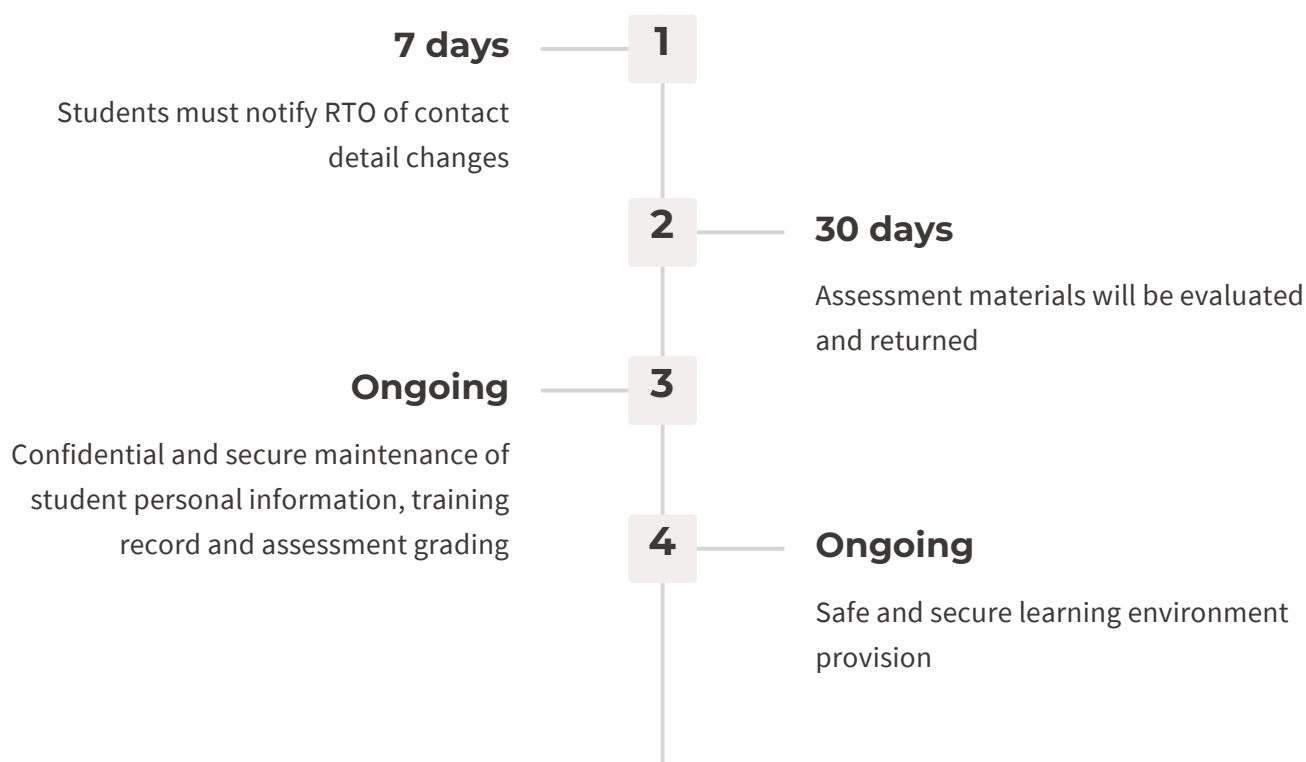 1
7 days
Students must notify RTO of contact
detail changes
2
30 days
Assessment materials will be evaluated
and returned
3
Ongoing
Confidential and secure maintenance of
student personal information, training
record and assessment grading
4
Ongoing
Safe and secure learning environment
provision